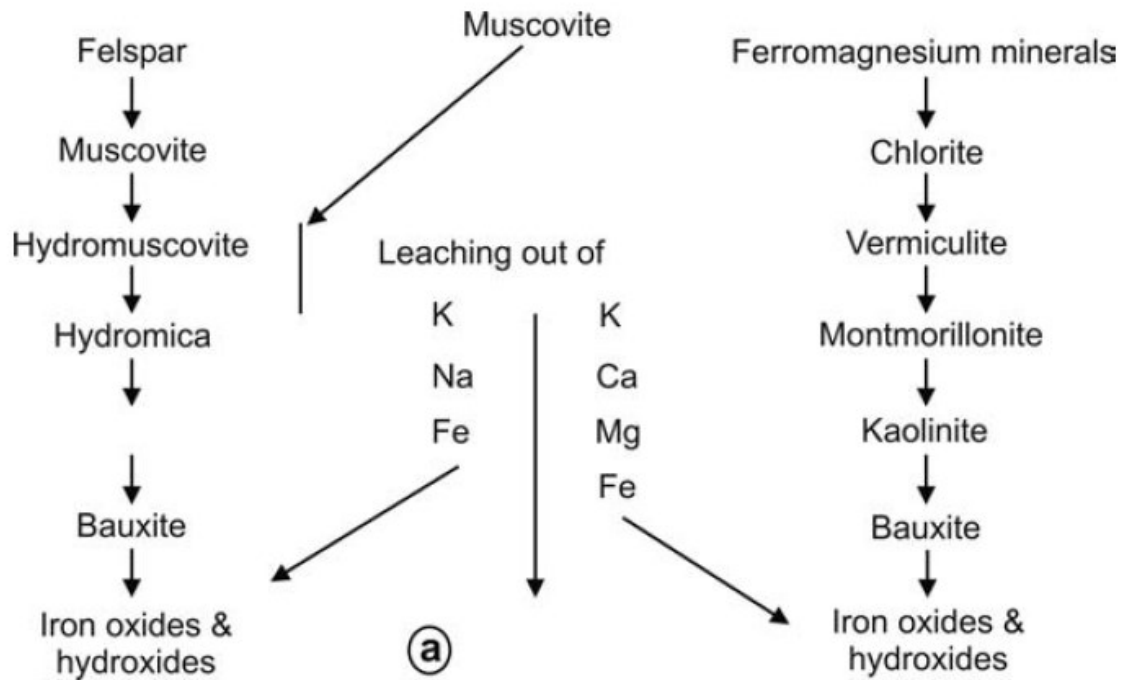 Felspar
Muscovite
Hydromuscovite
Hydromica
Bauxite
Iron oxides &
hydroxides
Muscovite
Leaching out of
K
Na
Fe
K
Ca
Mg
Fe
a
Ferromagnesium minerals
Chlorite
Vermiculite
Montmorillonite
Kaolinite
Bauxite
Iron oxides &
hydroxides